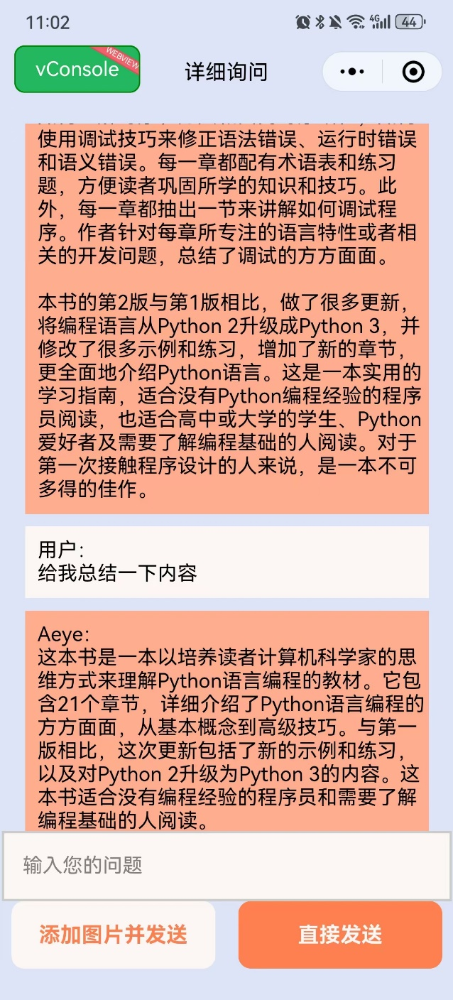 11:02
4G
44
vConsole
WEBVIEW
详细询问
使用调试技巧来修正语法错误、运行时错误
和语义错误。每一章都配有术语表和练习
题，方便读者巩固所学的知识和技巧。此
外，每一章都抽出一节来讲解如何调试程
序。作者针对每章所专注的语言特性或者相
关的开发问题，总结了调试的方方面面。
本书的第2版与第1版相比，做了很多更新，
将编程语言从Python 2升级成Python 3，并
修改了很多示例和练习，增加了新的章节，
更全面地介绍Python语言。这是一本实用的
学习指南，适合没有Python编程经验的程序
员阅读，也适合高中或大学的学生、Python
爱好者及需要了解编程基础的人阅读。对于
第一次接触程序设计的人来说，是一本不可
多得的佳作。
用户:
给我总结一下内容
Aeye:
这本书是一本以培养读者计算机科学家的思
维方式来理解Python语言编程的教材。它包
含21个章节，详细介绍了Python语言编程的
方方面面，从基本概念到高级技巧。与第一
版相比，这次更新包括了新的示例和练习，
以及对Python 2升级为Python 3的内容。这
本书适合没有编程经验的程序员和需要了解
编程基础的人阅读。
输入您的问题
添加图片并发送
直接发送